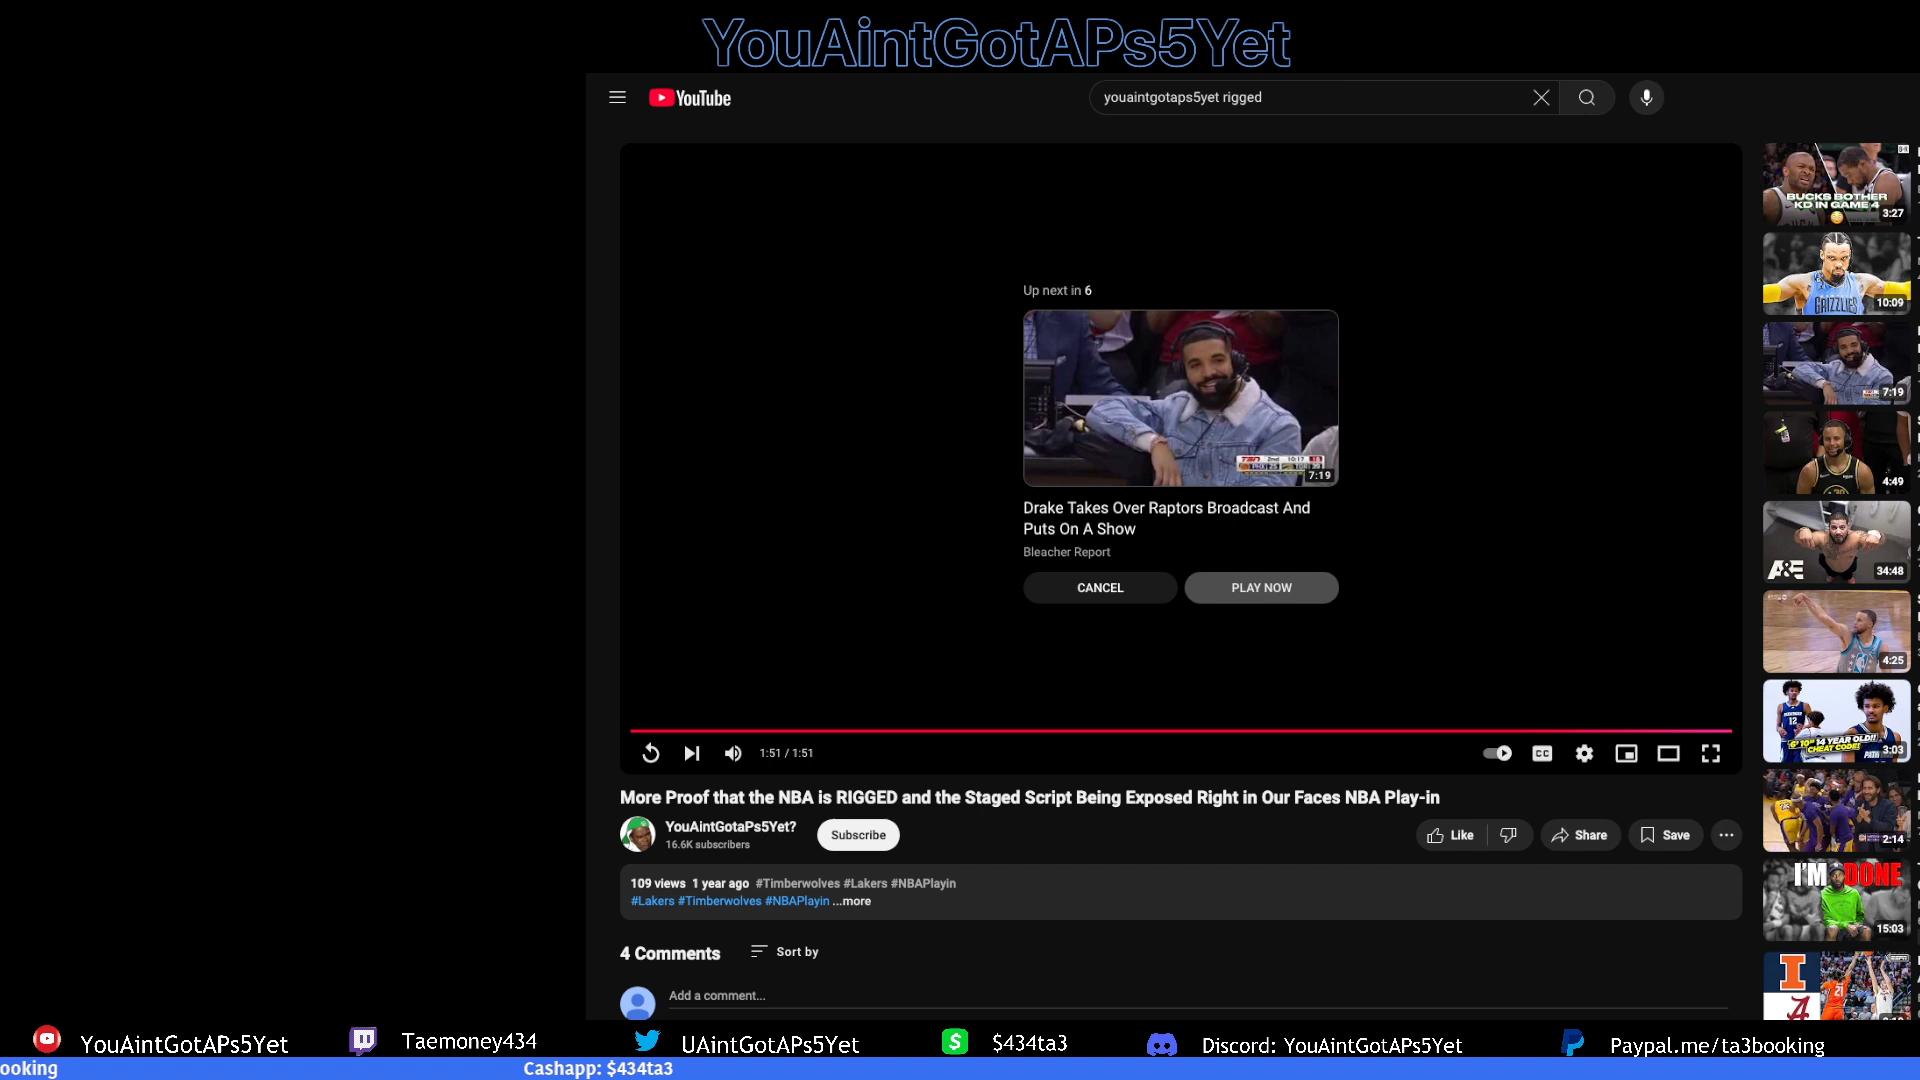 YouAintGotAPs5Yet
YouTube
youaintgotaps5yet rigged
Up next in 6
7:19
Drake Takes Over Raptors Broadcast And
Puts On A Show
Bleacher Report
CANCEL
PLAY NOW
1:51 / 1:51
CC
More Proof that the NBA is RIGGED and the Staged Script Being Exposed Right in Our Faces NBA Play-in
YouAintGotaPs5Yet?
16.6K subscribers
Subscribe
Like
Share
Save
109 views 1 year ago #Timberwolves #Lakers #NBAPlayin
#Lakers #Timberwolves #NBAPlayin ...more
4 Comments
Sort by
Add a comment...
BUCKS BOTHER
KD IN GAME 4
3:27
GRIZZLIES
10:09
7:19
4:49
A&E
34:48
4:25
12
6'10" 14 YEAR OLD!!
CHEAT CODE!
3:03
2:14
I'M DONE
15:03
I
A
21
YouAintGotAPs5Yet
Taemoney434
UAintGotAPs5Yet
$434ta3
Discord: YouAintGotAPs5Yet
Paypal.me/ta3booking
ooking
Cashapp: $434ta3